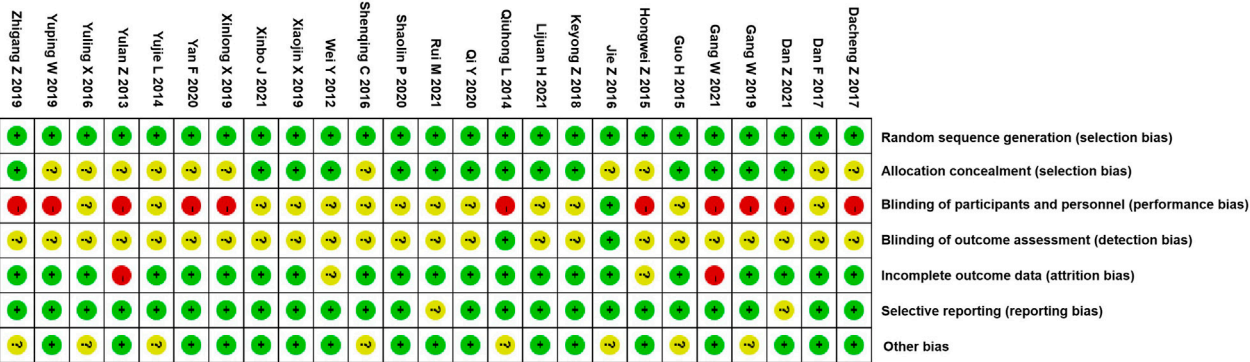 Zhigang Z 2019
Yuping W 2019
Yuling X 2016
Yulan Z 2013
Yujie L 2014
Yan F 2020
Xinlong X 2019
Xinbo J 2021
Xiaojin X 2019
Wei Y 2012
Shenqing C 2016
Shaolin P 2020
Rui M 2021
Qi Y 2020
Qiuhong L 2014
Lijuan H 2021
Keyong Z 2018
Jie Z 2016
Hongwei Z 2015
Guo H 2015
Gang W 2021
Gang W 2019
Dan Z 2021
Dan F 2017
Dacheng Z 2017
+ + + + + + + + + + + + + + + + + + + + + + + + + Random sequence generation (selection bias)
+ ? ? ? ? ? ? + + + ? + + + + + + ? ? + + + + ? ? Allocation concealment (selection bias)
- - ? - ? - - ? ? ? ? ? ? ? - ? ? + - ? - - - ? - Blinding of participants and personnel (performance bias)
? ? ? ? ? ? ? ? ? ? ? ? ? ? + ? ? + ? ? ? ? ? ? ? Blinding of outcome assessment (detection bias)
+ + + - + + + + + ? + + + + + + + + ? + - + + + + Incomplete outcome data (attrition bias)
+ + + + + + + + + + + + ? + + + + + + + + + ? + + Selective reporting (reporting bias)
? + ? + ? + + + + + ? + + + ? + + ? + ? + ? + + + Other bias